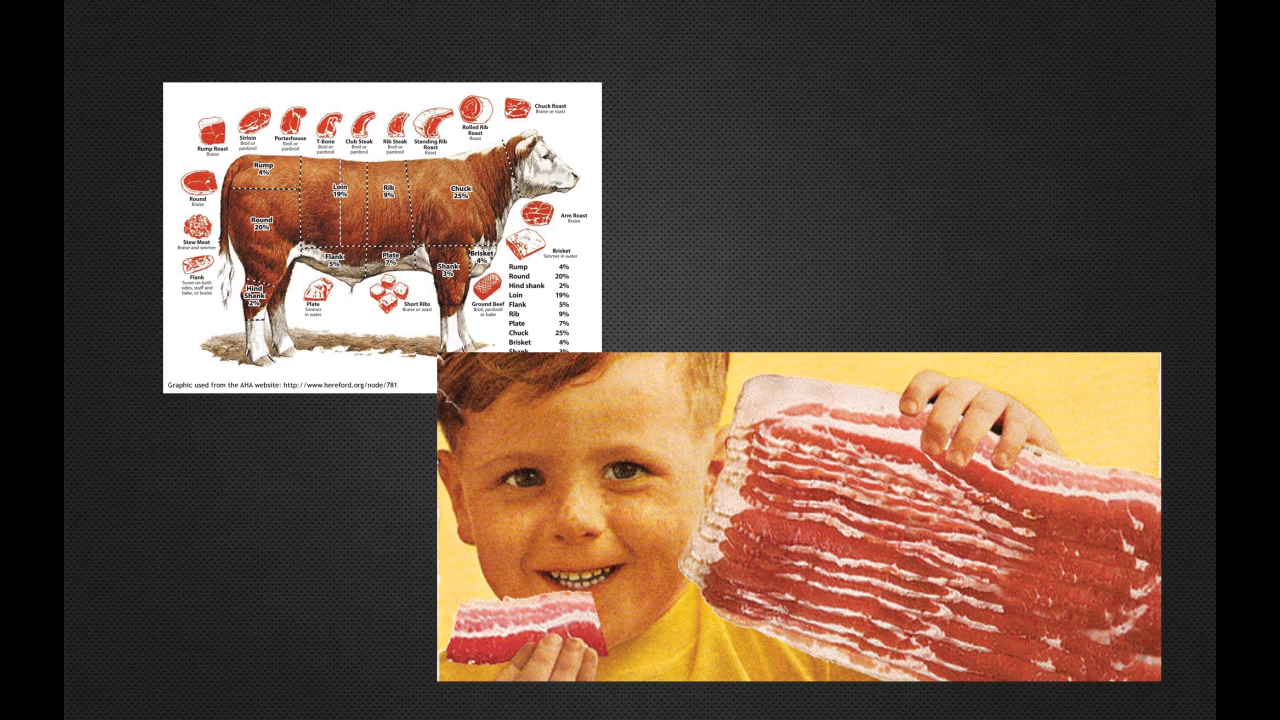 Chuck Roast
Braise or roast
Rolled Rib
Roast
Roast
Sirloin
Broil or
panbroil
Porterhouse
Broil or
panbroil
T-Bone
Broil or
panbroil
Club Steak
Broil or
panbroil
Rib Steak
Broil or
panbroil
Standing Rib
Roast
Roast
Rump Roast
Braise
Rump
4%
Loin
19%
Rib
9%
Chuck
25%
Round
Braise
Round
20%
Arm Roast
Braise
Stew Meat
Braise and simmer
Flank
5%
Plate
7%
Brisket
4%
Shank
3%
Brisket
Simmer in water
Flank
Score on both
sides, stuff and
bake, or braise
Hind
Shank
2%
Plate
Simmer
in water
Short Ribs
Braise or roast
Ground Beef
Broil, panbroil
or bake
Rump 4%
Round 20%
Hind shank 2%
Loin 19%
Flank 5%
Rib 9%
Plate 7%
Chuck 25%
Brisket 4%
Shank 3%
Graphic used from the AHA website: http://www.hereford.org/node/781